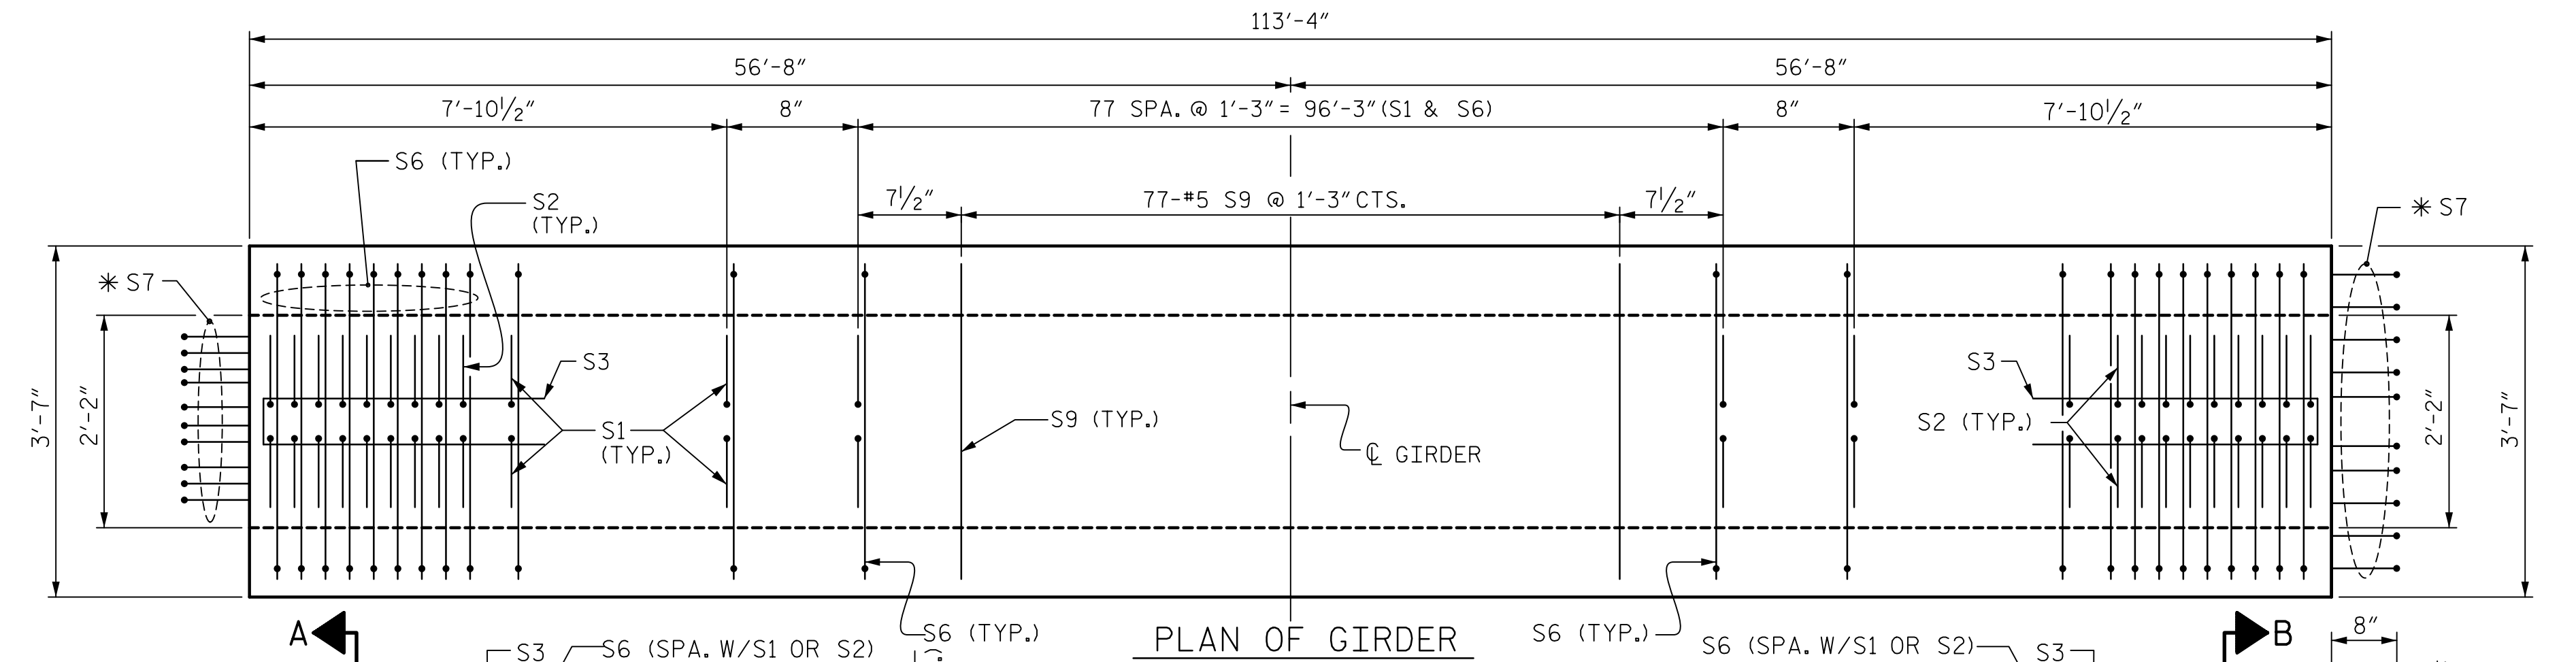 113'-4"
56'-8" 56'-8"
7'-10½" 8" 77 SPA. @ 1'-3" = 96'-3" (S1 & S6) 8" 7'-10½"
S6 (TYP.)
7½" 77-#5 S9 @ 1'-3" CTS. 7½"
S2
(TYP.)
✳ S7
✳ S7
S3
S3
3'-7"
2'-2"
S1
(TYP.)
S9 (TYP.)
℄ GIRDER
S2 (TYP.)
2'-2"
3'-7"
A
S6 (TYP.)
PLAN OF GIRDER
S6 (TYP.)
B
8"
S3
S6 (SPA. W/S1 OR S2)
S6 (SPA. W/S1 OR S2)
S3